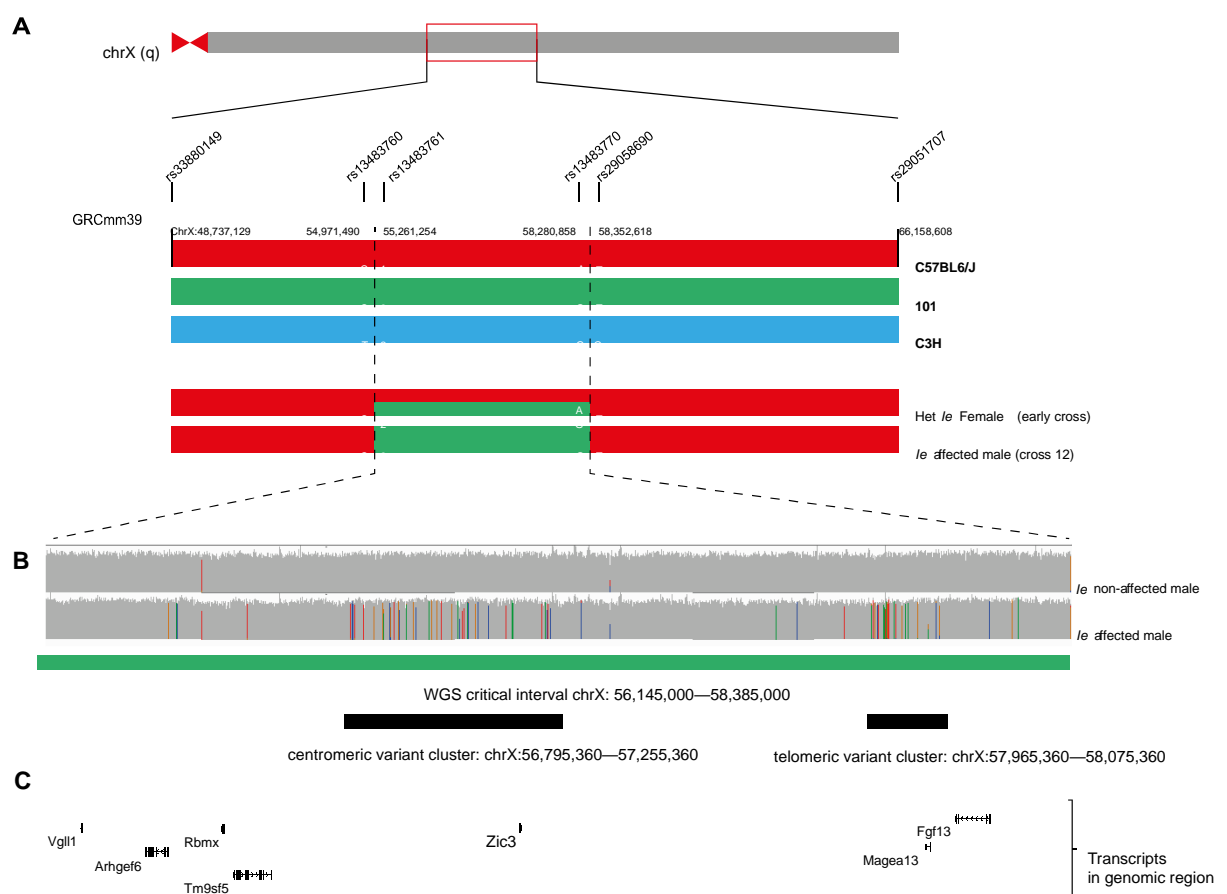 A
chrX (q)
rs33880149
rs13483760
rs13483761
rs13483770
rs29058690
rs29051707
GRCmm39
ChrX:48,737,129
54,971,490
55,261,254
58,280,858
58,352,618
66,158,608
C57BL6/J
101
C3H
A
Het le Female (early cross)
le affected male (cross 12)
B
le non-affected male
le affected male
WGS critical interval chrX: 56,145,000—58,385,000
centromeric variant cluster: chrX:56,795,360—57,255,360
telomeric variant cluster: chrX:57,965,360—58,075,360
C
Vgll1
Arhgef6
Rbmx
Tm9sf5
Zic3
Fgf13
Magea13
Transcripts
in genomic region